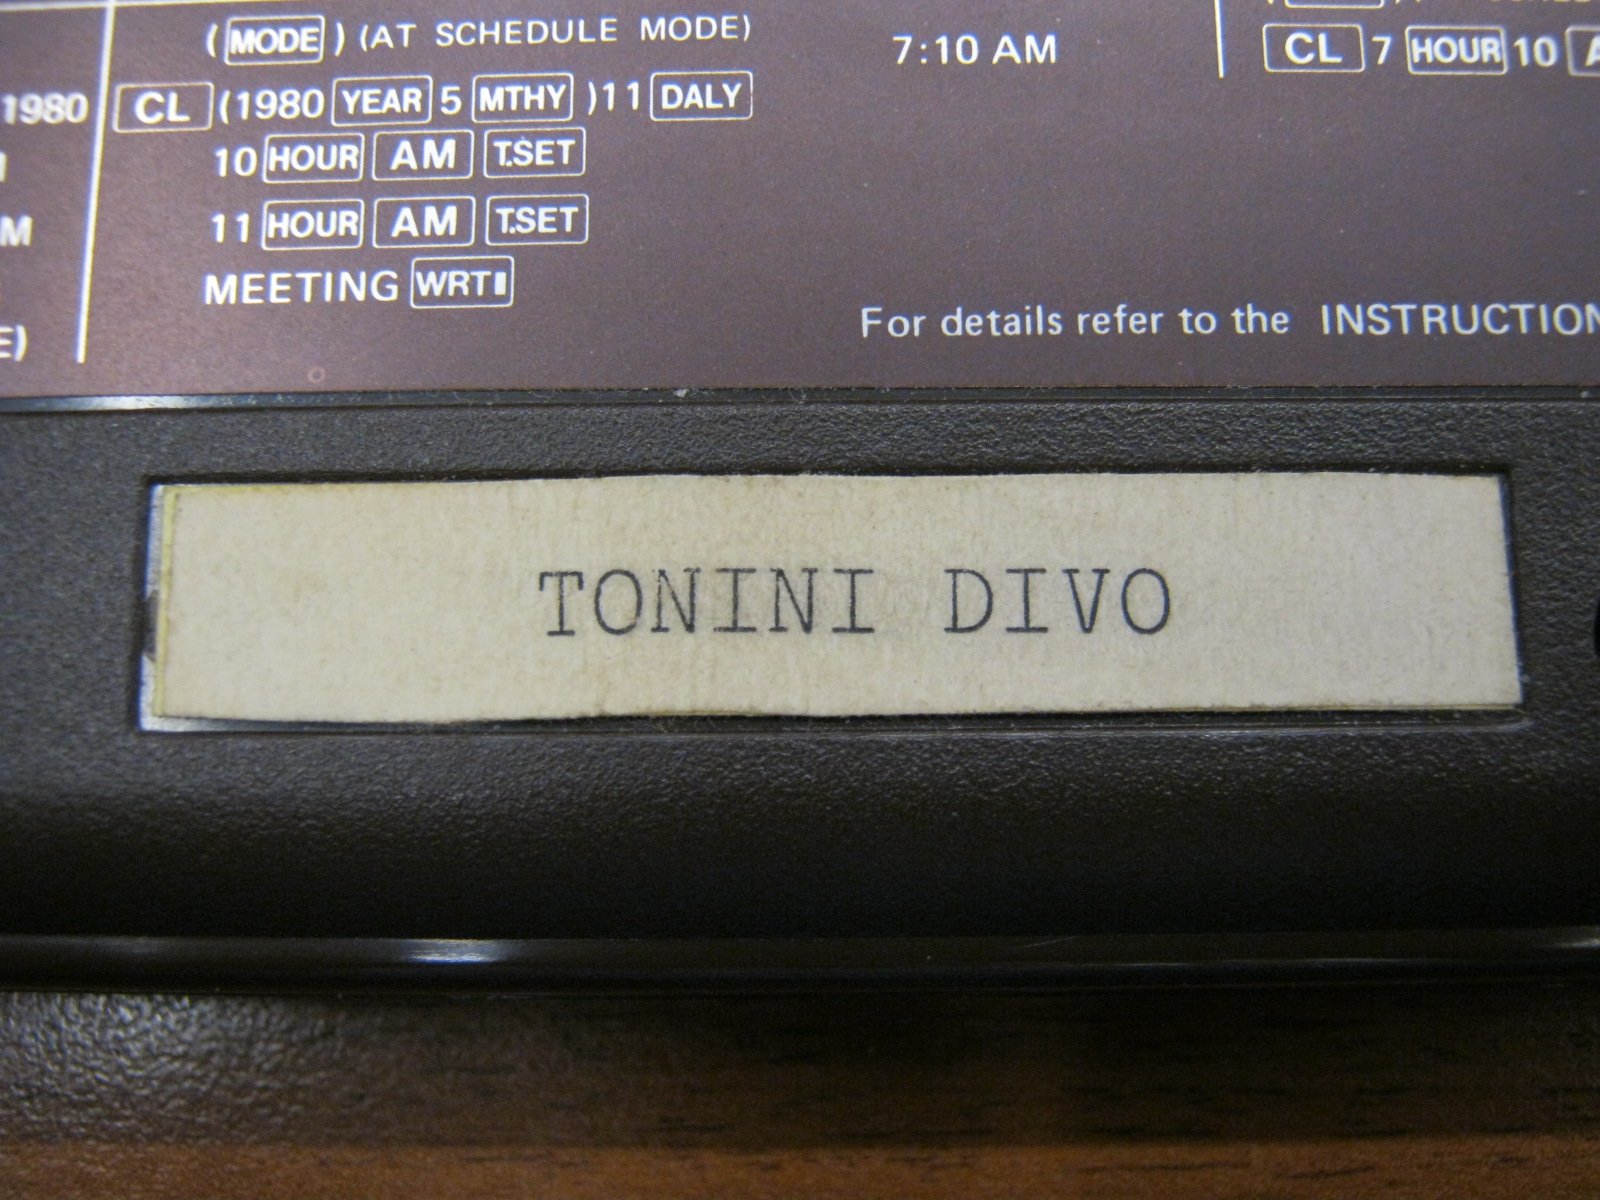 (MODE) (AT SCHEDULE MODE)
1980
CL (1980 YEAR 5 MTHY )11 DALY
10 HOUR AM T.SET
11 HOUR AM T.SET
MEETING WRT
7:10 AM
CL 7 HOUR 10
For details refer to the INSTRUCTION
TONINI DIVO